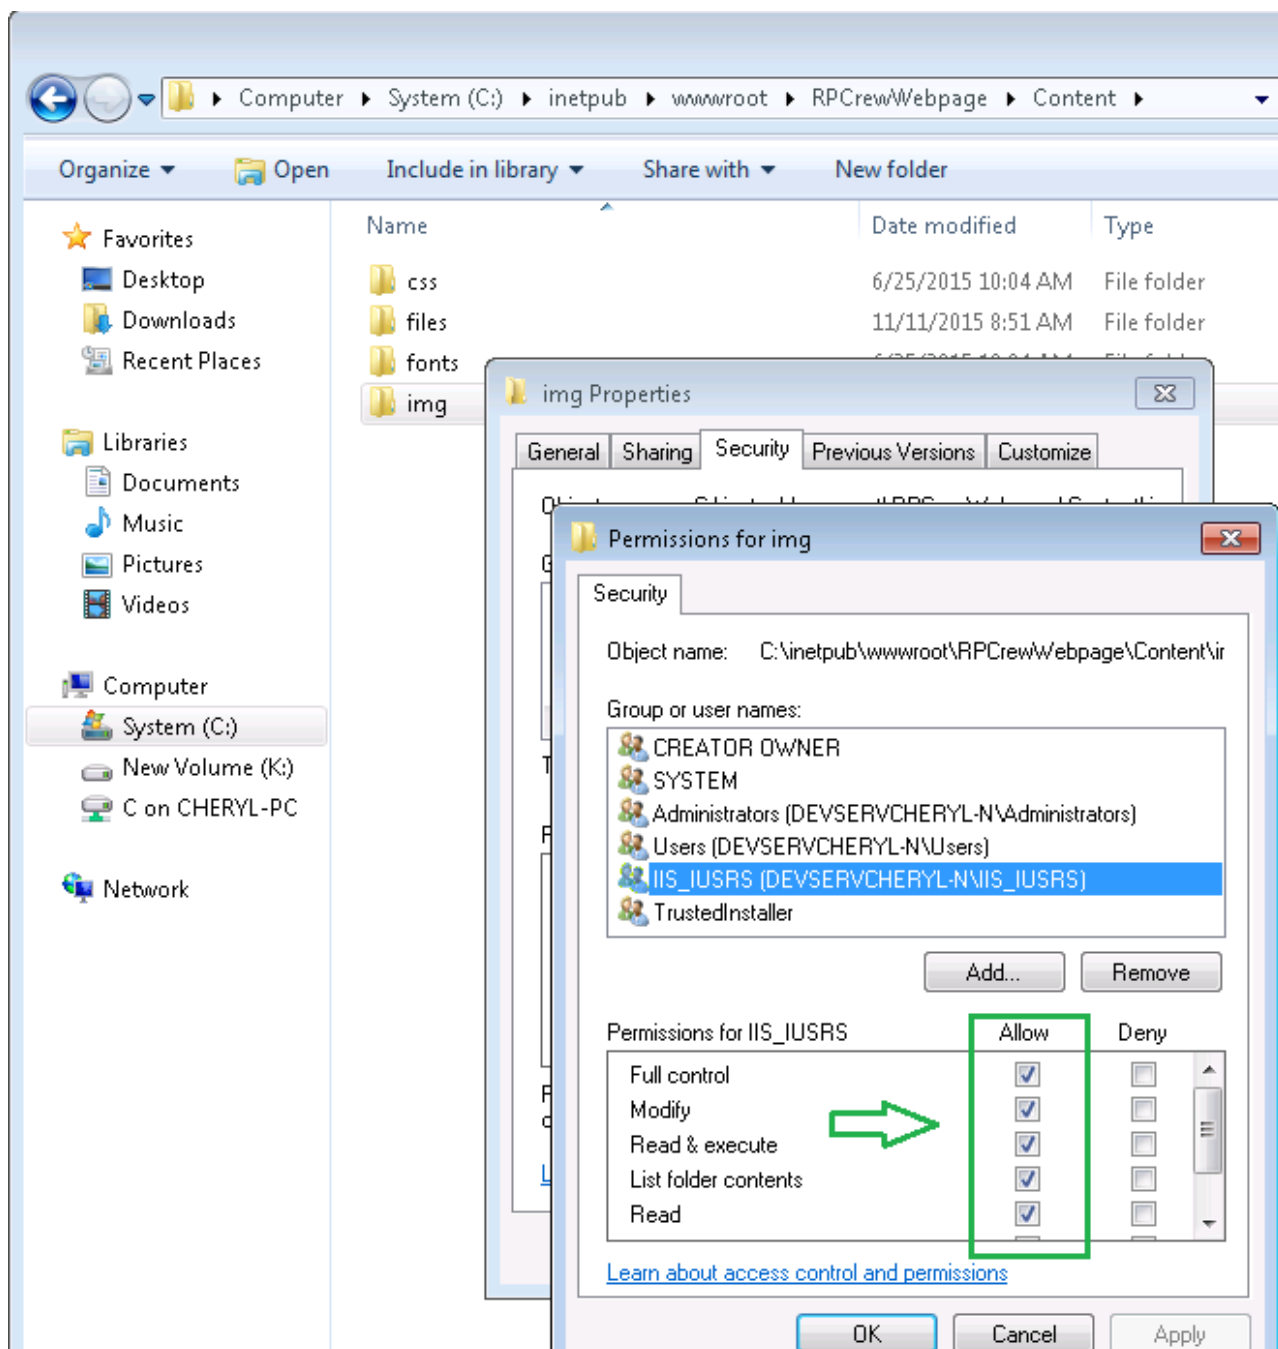 Computer System (C:) inetpub wwwroot RPCrewWebpage Content
Organize Open Include in library Share with New folder
Name Date modified Type
Favorites
Desktop
Downloads
Recent Places
Libraries
Documents
Music
Pictures
Videos
Computer
System (C:)
New Volume (K:)
C on CHERYL-PC
Network
css 6/25/2015 10:04 AM File folder
files 11/11/2015 8:51 AM File folder
fonts
img
img Properties
General Sharing Security Previous Versions Customize
Permissions for img
Security
Object name: C:\inetpub\wwwroot\RPCrewWebpage\Content\ir
Group or user names:
CREATOR OWNER
SYSTEM
Administrators (DEVSERVCHERYL-N\Administrators)
Users (DEVSERVCHERYL-N\Users)
IIS_IUSRS (DEVSERVCHERYL-N\IIS_IUSRS)
TrustedInstaller
Add... Remove
Permissions for IIS_IUSRS Allow Deny
Full control
Modify
Read & execute
List folder contents
Read
Learn about access control and permissions
OK Cancel Apply